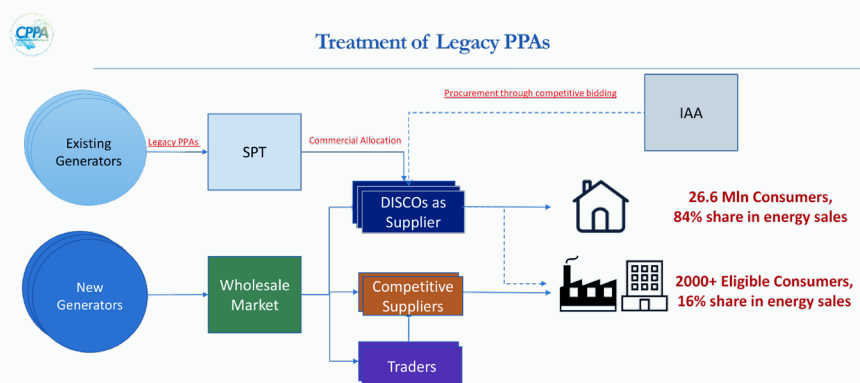 CPPA
Treatment of Legacy PPAs
Procurement through competitive bidding
IAA
Existing
Generators
Legacy PPAs
SPT
Commercial Allocation
DISCOs as
Supplier
26.6 Mln Consumers,
84% share in energy sales
New
Generators
Wholesale
Market
Competitive
Suppliers
2000+ Eligible Consumers,
16% share in energy sales
Traders